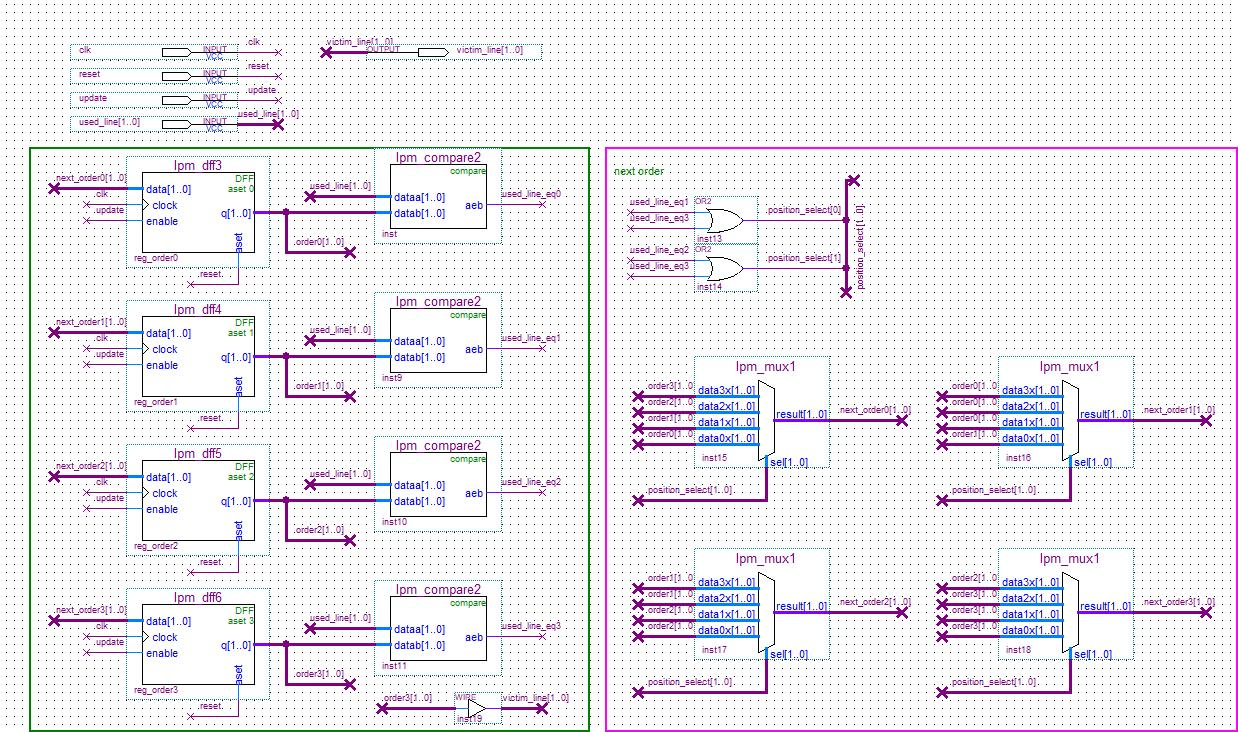 clk INPUT VCC clk
victim_line[1..0] OUTPUT victim_line[1..0]
reset INPUT VCC reset
update INPUT VCC update
used_line[1..0] INPUT VCC used_line[1..0]
lpm_dff3
next_order0[1..0]
DFF
aset 0
data[1..0]
clk
clock
update
enable
q[1..0]
aset
reg_order0
reset
order0[1..0]
lpm_compare2
compare
used_line[1..0]
dataa[1..0]
datab[1..0]
aeb
used_line_eq0
inst
lpm_dff4
next_order1[1..0]
DFF
aset 1
data[1..0]
clk
clock
update
enable
q[1..0]
aset
reg_order1
reset
order1[1..0]
lpm_compare2
compare
used_line[1..0]
dataa[1..0]
datab[1..0]
aeb
used_line_eq1
inst9
lpm_dff5
next_order2[1..0]
DFF
aset 2
data[1..0]
clk
clock
update
enable
q[1..0]
aset
reg_order2
reset
order2[1..0]
lpm_compare2
compare
used_line[1..0]
dataa[1..0]
datab[1..0]
aeb
used_line_eq2
inst10
lpm_dff6
next_order3[1..0]
DFF
aset 3
data[1..0]
clk
clock
update
enable
q[1..0]
aset
reg_order3
reset
order3[1..0]
lpm_compare2
compare
used_line[1..0]
dataa[1..0]
datab[1..0]
aeb
used_line_eq3
inst11
order3[1..0]
WIRE
inst19
victim_line[1..0]
next order
used_line_eq1
used_line_eq3
OR2
inst13
position_select[0]
used_line_eq2
used_line_eq3
OR2
inst14
position_select[1]
position_select[1..0]
lpm_mux1
order3[1..0
data3x[1..0]
order2[1..0
data2x[1..0]
order1[1..0
data1x[1..0]
order0[1..0
data0x[1..0]
result[1..0]
next_order0[1..0]
inst15
sel[1..0]
position_select[1..0]
lpm_mux1
order0[1..0
data3x[1..0]
order0[1..0
data2x[1..0]
order0[1..0
data1x[1..0]
order1[1..0
data0x[1..0]
result[1..0]
next_order1[1..0]
inst16
sel[1..0]
position_select[1..0]
lpm_mux1
order1[1..0
data3x[1..0]
order1[1..0
data2x[1..0]
order2[1..0
data1x[1..0]
order2[1..0
data0x[1..0]
result[1..0]
next_order2[1..0]
inst17
sel[1..0]
position_select[1..0]
lpm_mux1
order2[1..0
data3x[1..0]
order3[1..0
data2x[1..0]
order3[1..0
data1x[1..0]
order3[1..0
data0x[1..0]
result[1..0]
next_order3[1..0]
inst18
sel[1..0]
position_select[1..0]